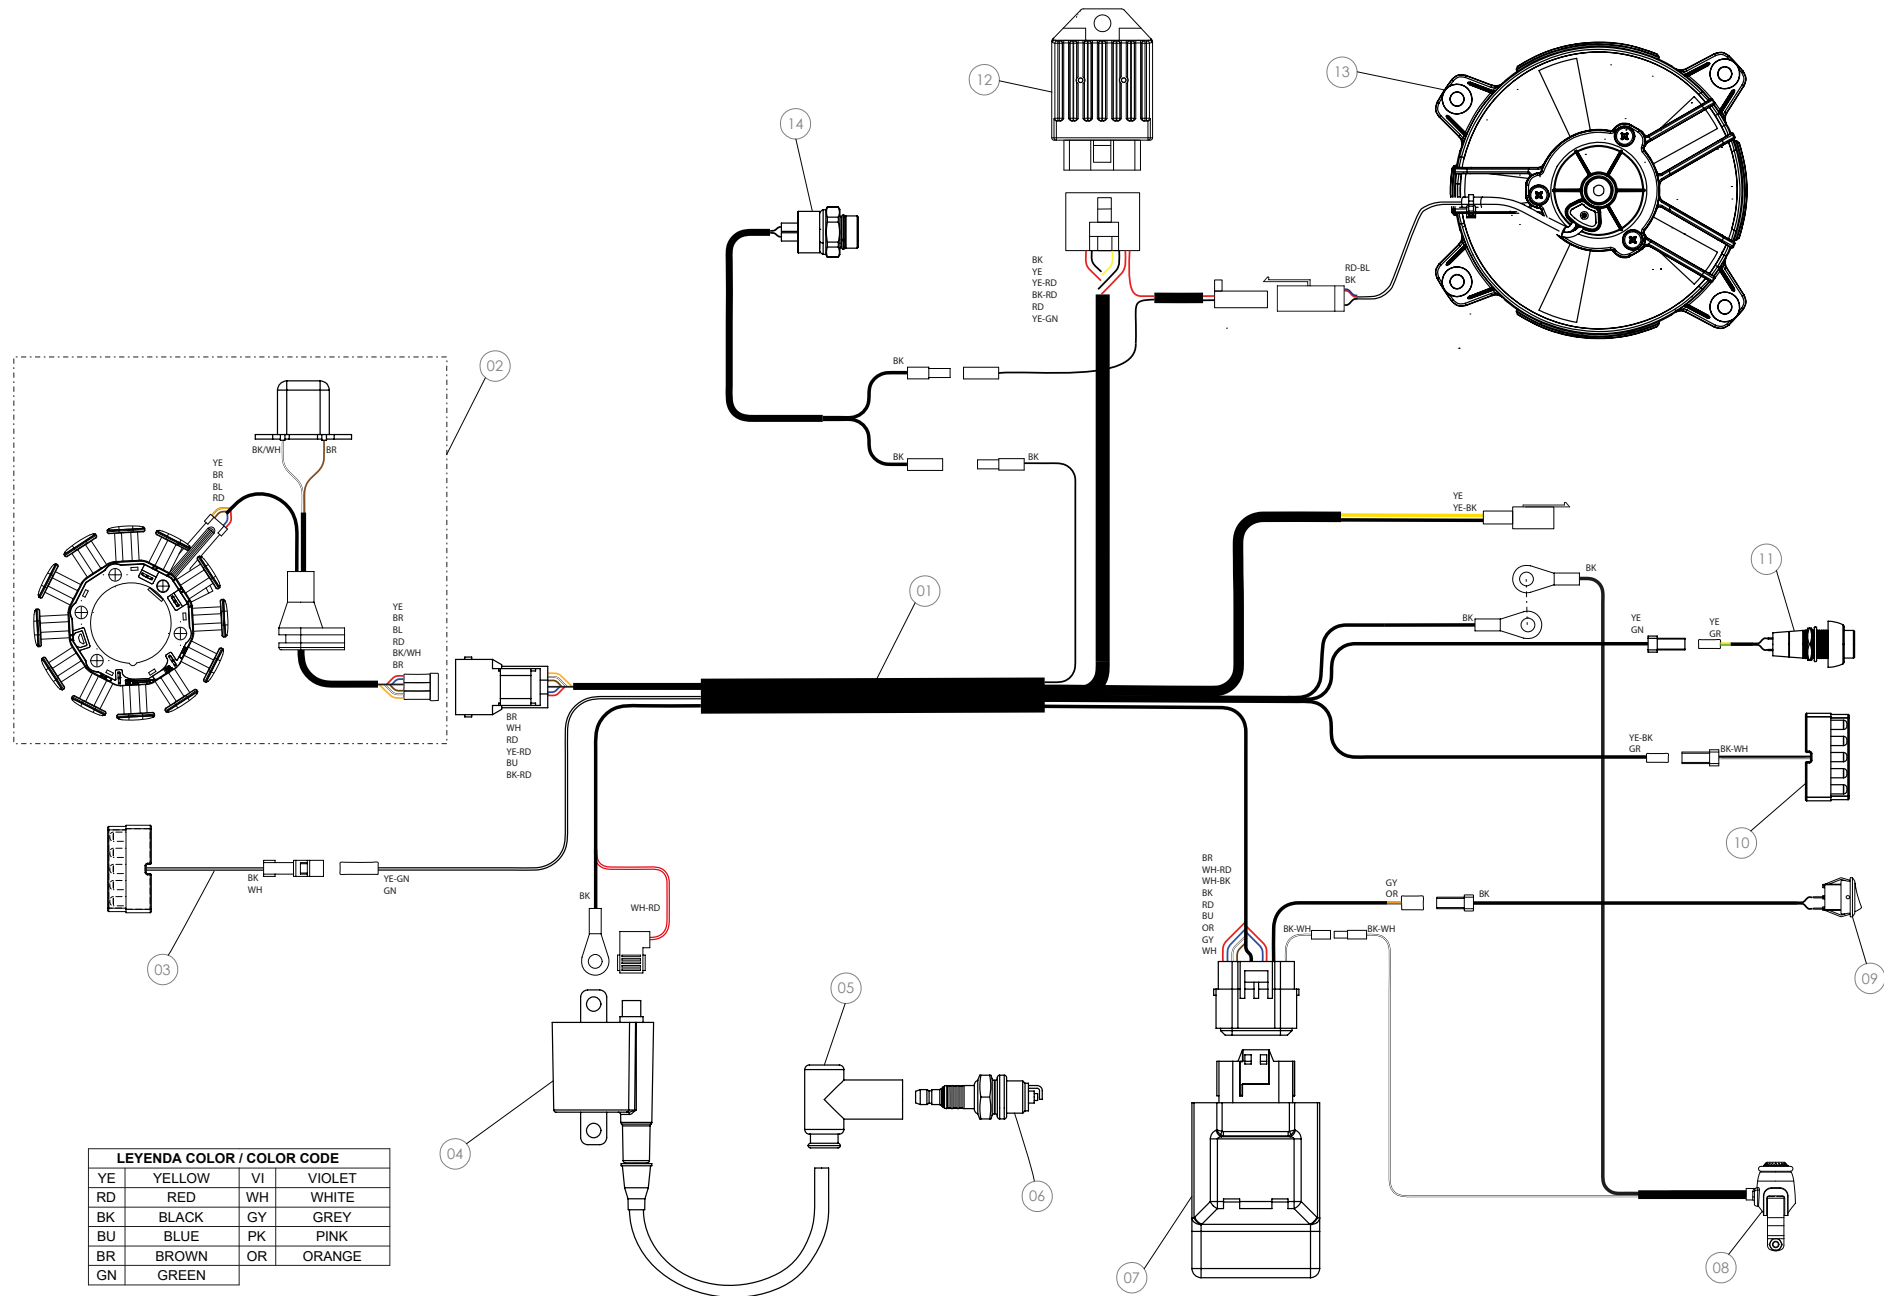 12
13
14
BK
YE
YE-RD
BK-RD
RD
YE-GN
RD-BL
BK
02
BK
BK/WH
BR
YE
BR
BL
RD
BK
BK
YE
YE-BK
BK
11
01
YE
BR
BL
RD
BK/WH
BR
BK
YE
GN
YE
GR
BR
WH
RD
YE-RD
BU
BK-RD
YE-BK
GR
BK-WH
10
BK
WH
YE-GN
GN
BK
WH-RD
BR
WH-RD
WH-BK
BK
RD
BU
OR
GY
WH
GY
OR
BK
BK-WH
BK-WH
03
09
05
04
06
07
08
LEYENDA COLOR / COLOR CODE
YE YELLOW VI VIOLET
RD RED WH WHITE
BK BLACK GY GREY
BU BLUE PK PINK
BR BROWN OR ORANGE
GN GREEN